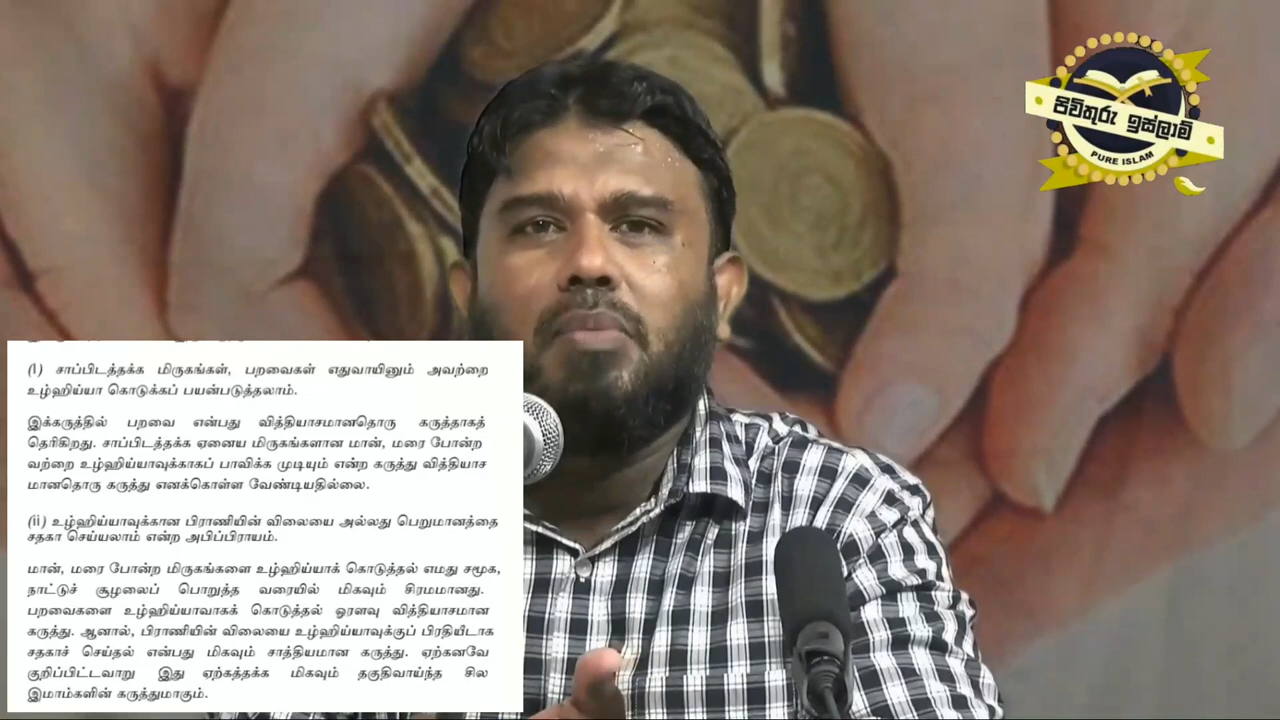 පිවිතුරු ඉස්ලාම්
PURE ISLAM
(i) சாப்பிடத்தக்க மிருகங்கள், பறவைகள் எதுவாயினும் அவற்றை
உழ்ஹிய்யா கொடுக்கப் பயன்படுத்தலாம்.
இக்கருத்தில் பறவை என்பது வித்தியாசமானதொரு கருத்தாகத்
தெரிகிறது. சாப்பிடத்தக்க ஏனைய மிருகங்களான மான், மரை போன்ற
வற்றை உழ்ஹிய்யாவுக்காகப் பாவிக்க முடியும் என்ற கருத்து வித்தியாச
மானதொரு கருத்து எனக்கொள்ள வேண்டியதில்லை.
(ii) உழ்ஹிய்யாவுக்கான பிராணியின் விலையை அல்லது பெறுமானத்தை
சதகா செய்யலாம் என்ற அபிப்பிராயம்.
மான், மரை போன்ற மிருகங்களை உழ்ஹிய்யாக் கொடுத்தல் எமது சமூக,
நாட்டுச் சூழலைப் பொறுத்த வரையில் மிகவும் சிரமமானது.
பறவைகளை உழ்ஹிய்யாவாகக் கொடுத்தல் ஓரளவு வித்தியாசமான
கருத்து. ஆனால், பிராணியின் விலையை உழ்ஹிய்யாவுக்குப் பிரதியீடாக
சதகாச் செய்தல் என்பது மிகவும் சாத்தியமான கருத்து. ஏற்கனவே
குறிப்பிட்டவாறு இது ஏற்கத்தக்க மிகவும் தகுதிவாய்ந்த சில
இமாம்களின் கருத்துமாகும்.